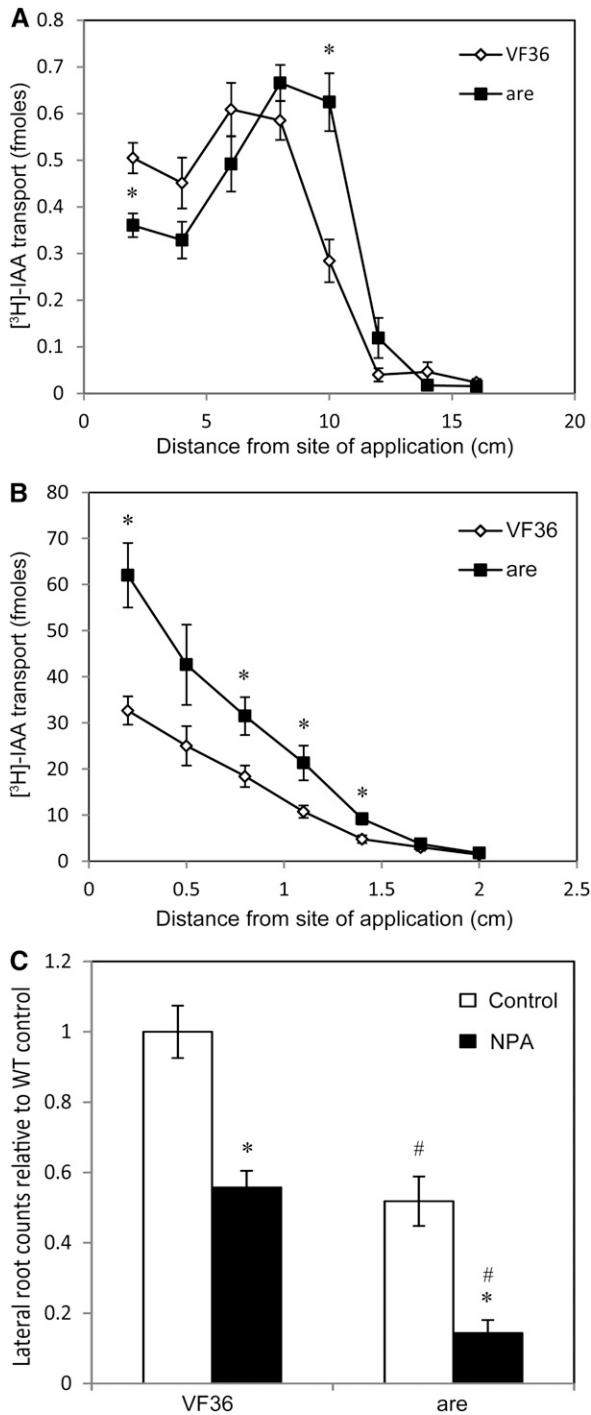 A
[³H]-IAA transport (fmoles)
0.8
0.7
0.6
0.5
0.4
0.3
0.2
0.1
0
*
*
VF36
are
0 5 10 15 20
Distance from site of application (cm)
B
[³H]-IAA transport (fmoles)
80
70
60
50
40
30
20
10
0
*
*
*
*
VF36
are
0 0.5 1 1.5 2 2.5
Distance from site of application (cm)
C
Lateral root counts relative to WT control
1.2
1
0.8
0.6
0.4
0.2
0
Control
NPA
*
#
#
*
VF36 are